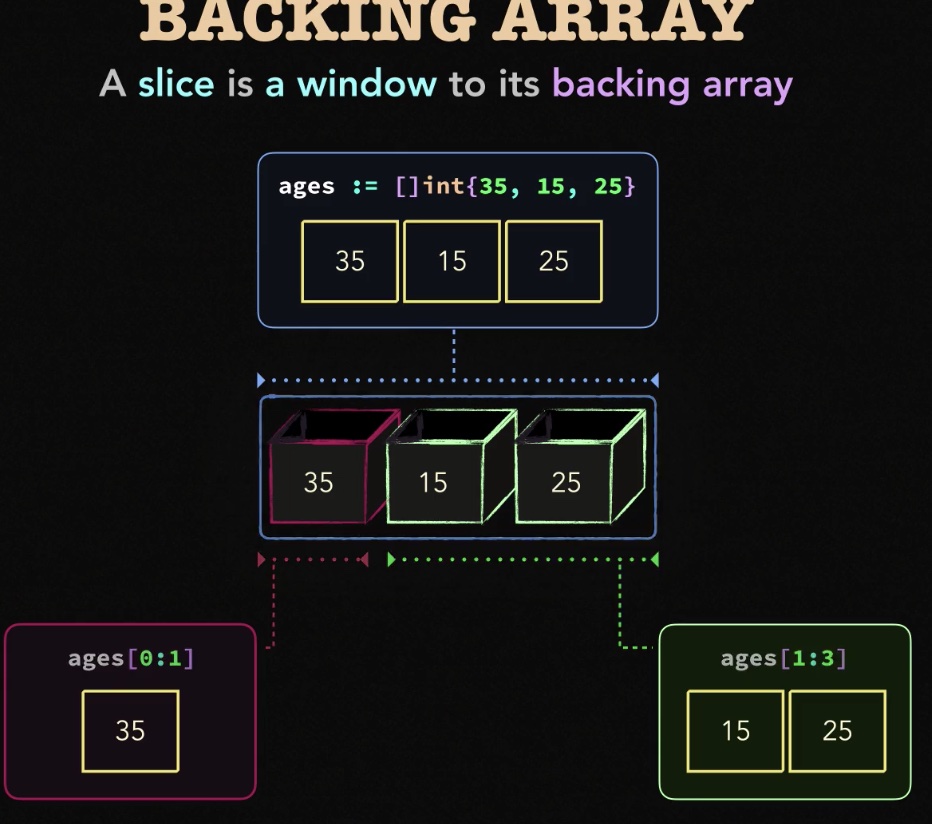 BACKING ARRAY
A slice is a window to its backing array
ages := []int{35, 15, 25}
35 15 25
35 15 25
ages[0:1]
35
ages[1:3]
15 25